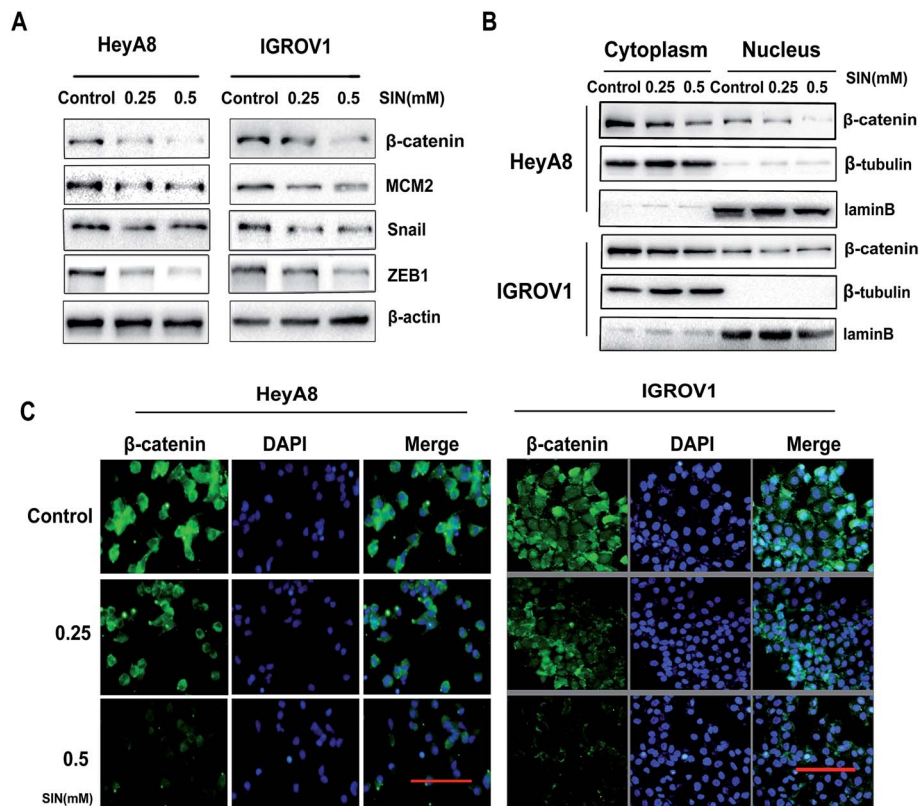 A
HeyA8 IGROV1
Control 0.25 0.5 Control 0.25 0.5 SIN(mM)
β-catenin
MCM2
Snail
ZEB1
β-actin
B
Cytoplasm Nucleus
SIN(mM)
Control 0.25 0.5 Control 0.25 0.5
HeyA8
β-catenin
β-tubulin
laminB
IGROV1
β-catenin
β-tubulin
laminB
C
HeyA8 IGROV1
β-catenin DAPI Merge β-catenin DAPI Merge
Control
0.25
0.5
SIN(mM)